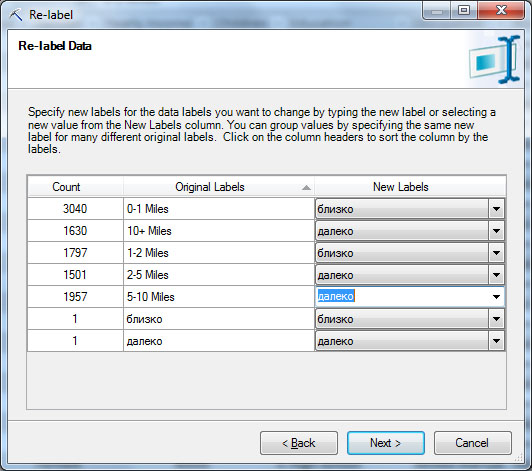 Re-label
Re-label Data
Specify new labels for the data labels you want to change by typing the new label or selecting a
new value from the New Labels column. You can group values by specifying the same new
label for many different original labels.  Click on the column headers to sort the column by the
labels.
Count Original Labels New Labels
3040 0-1 Miles близко
1630 10+ Miles далеко
1797 1-2 Miles близко
1501 2-5 Miles далеко
1957 5-10 Miles далеко
1 близко близко
1 далеко далеко
< Back Next > Cancel